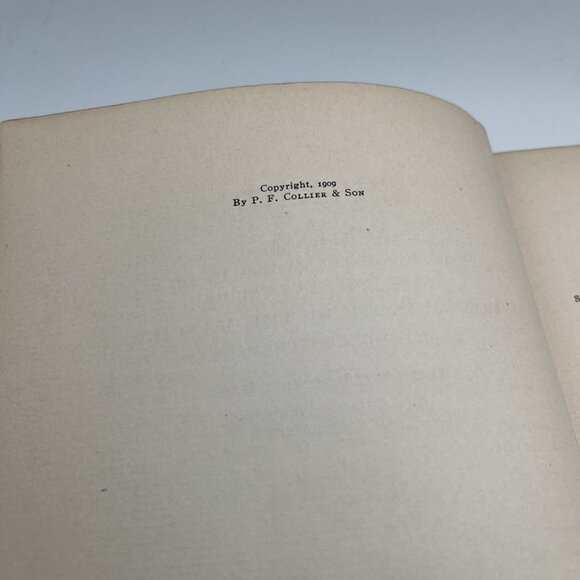 Copyright, 1909
By P. F. Collier & Son
S